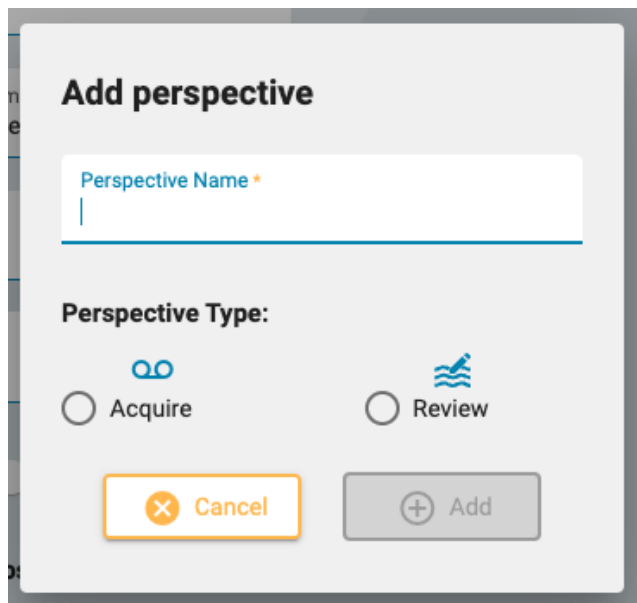 Add perspective
Perspective Name *
Perspective Type:
Acquire
Review
Cancel
Add